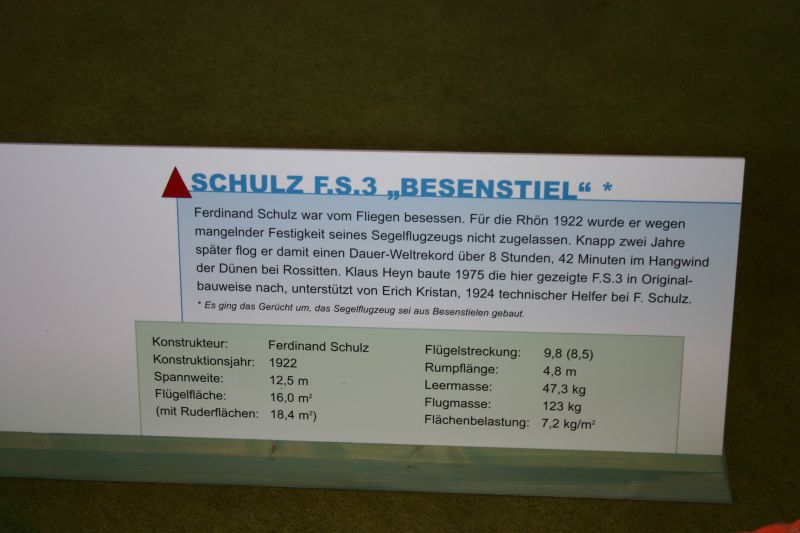 SCHULZ F.S.3 „BESENSTIEL“ *
Ferdinand Schulz war vom Fliegen besessen. Für die Rhön 1922 wurde er wegen
mangelnder Festigkeit seines Segelflugzeugs nicht zugelassen. Knapp zwei Jahre
später flog er damit einen Dauer-Weltrekord über 8 Stunden, 42 Minuten im Hangwind
der Dünen bei Rossitten. Klaus Heyn baute 1975 die hier gezeigte F.S.3 in Original-
bauweise nach, unterstützt von Erich Kristan, 1924 technischer Helfer bei F. Schulz.
* Es ging das Gerücht um, das Segelflugzeug sei aus Besenstielen gebaut.
Konstrukteur: Ferdinand Schulz
Konstruktionsjahr: 1922
Spannweite: 12,5 m
Flügelfläche: 16,0 m²
(mit Ruderflächen: 18,4 m²)
Flügelstreckung: 9,8 (8,5)
Rumpflänge: 4,8 m
Leermasse: 47,3 kg
Flugmasse: 123 kg
Flächenbelastung: 7,2 kg/m²